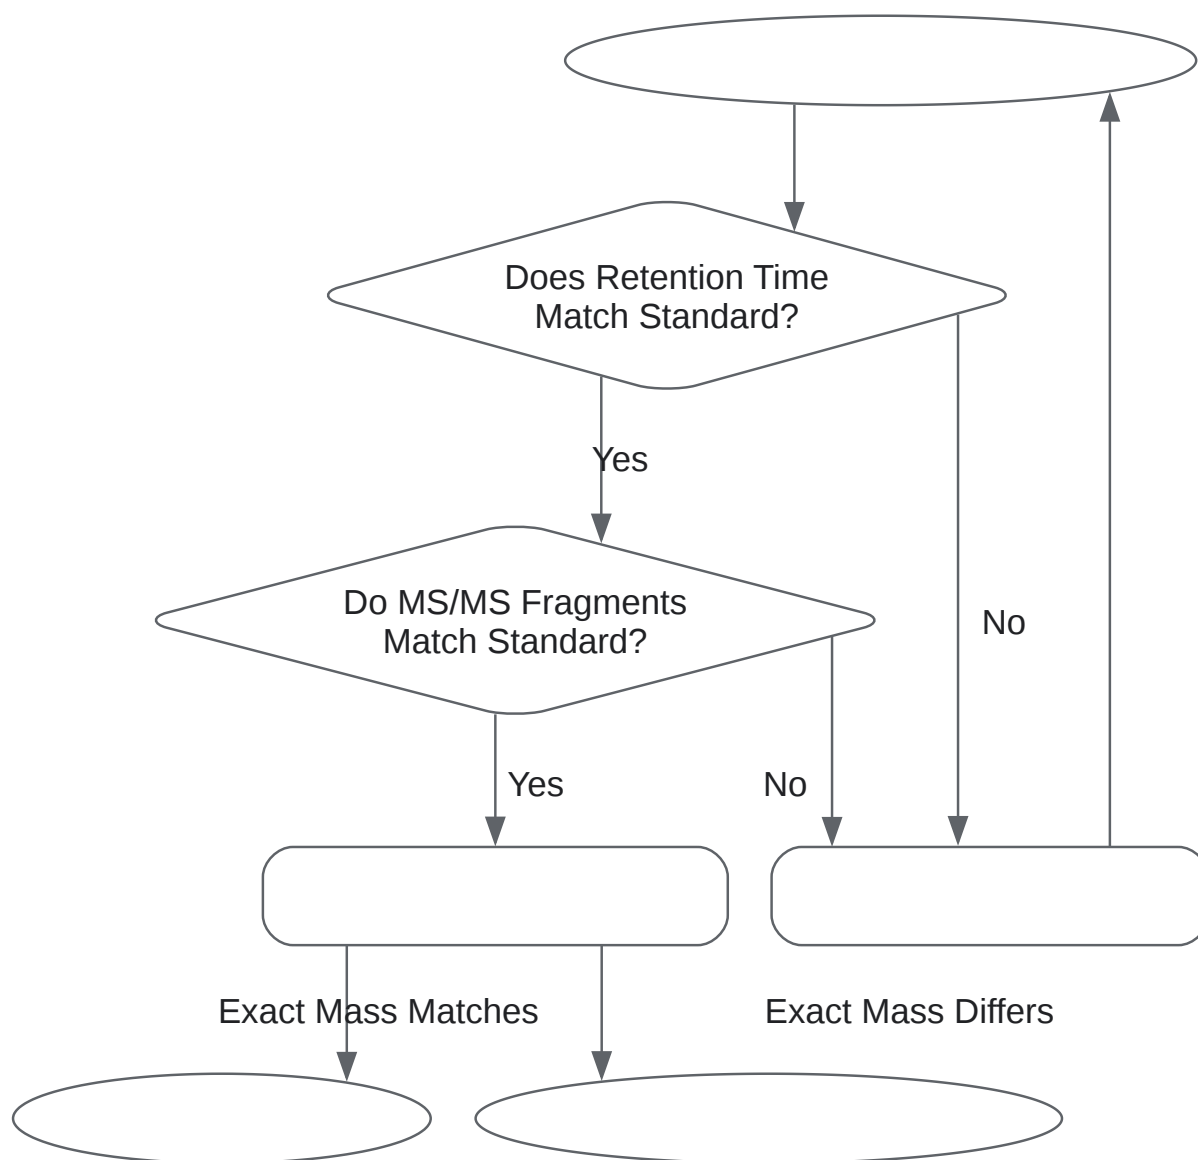 Does Retention Time
Match Standard?
Yes
Do MS/MS Fragments
Match Standard?
No
Yes
No
Exact Mass Matches
Exact Mass Differs